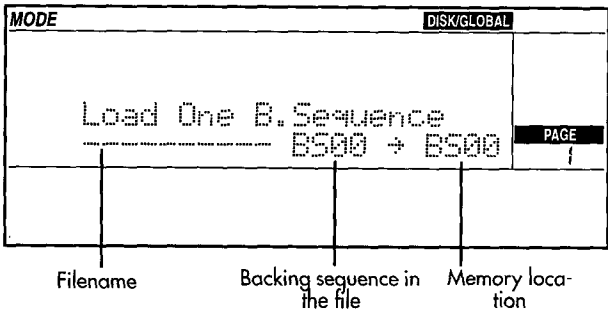 MODE DISK/GLOBAL
Load One B.Sequence
PAGE
---------- BS00 → BS00
1
Filename Backing sequence in Memory loca-
the file tion